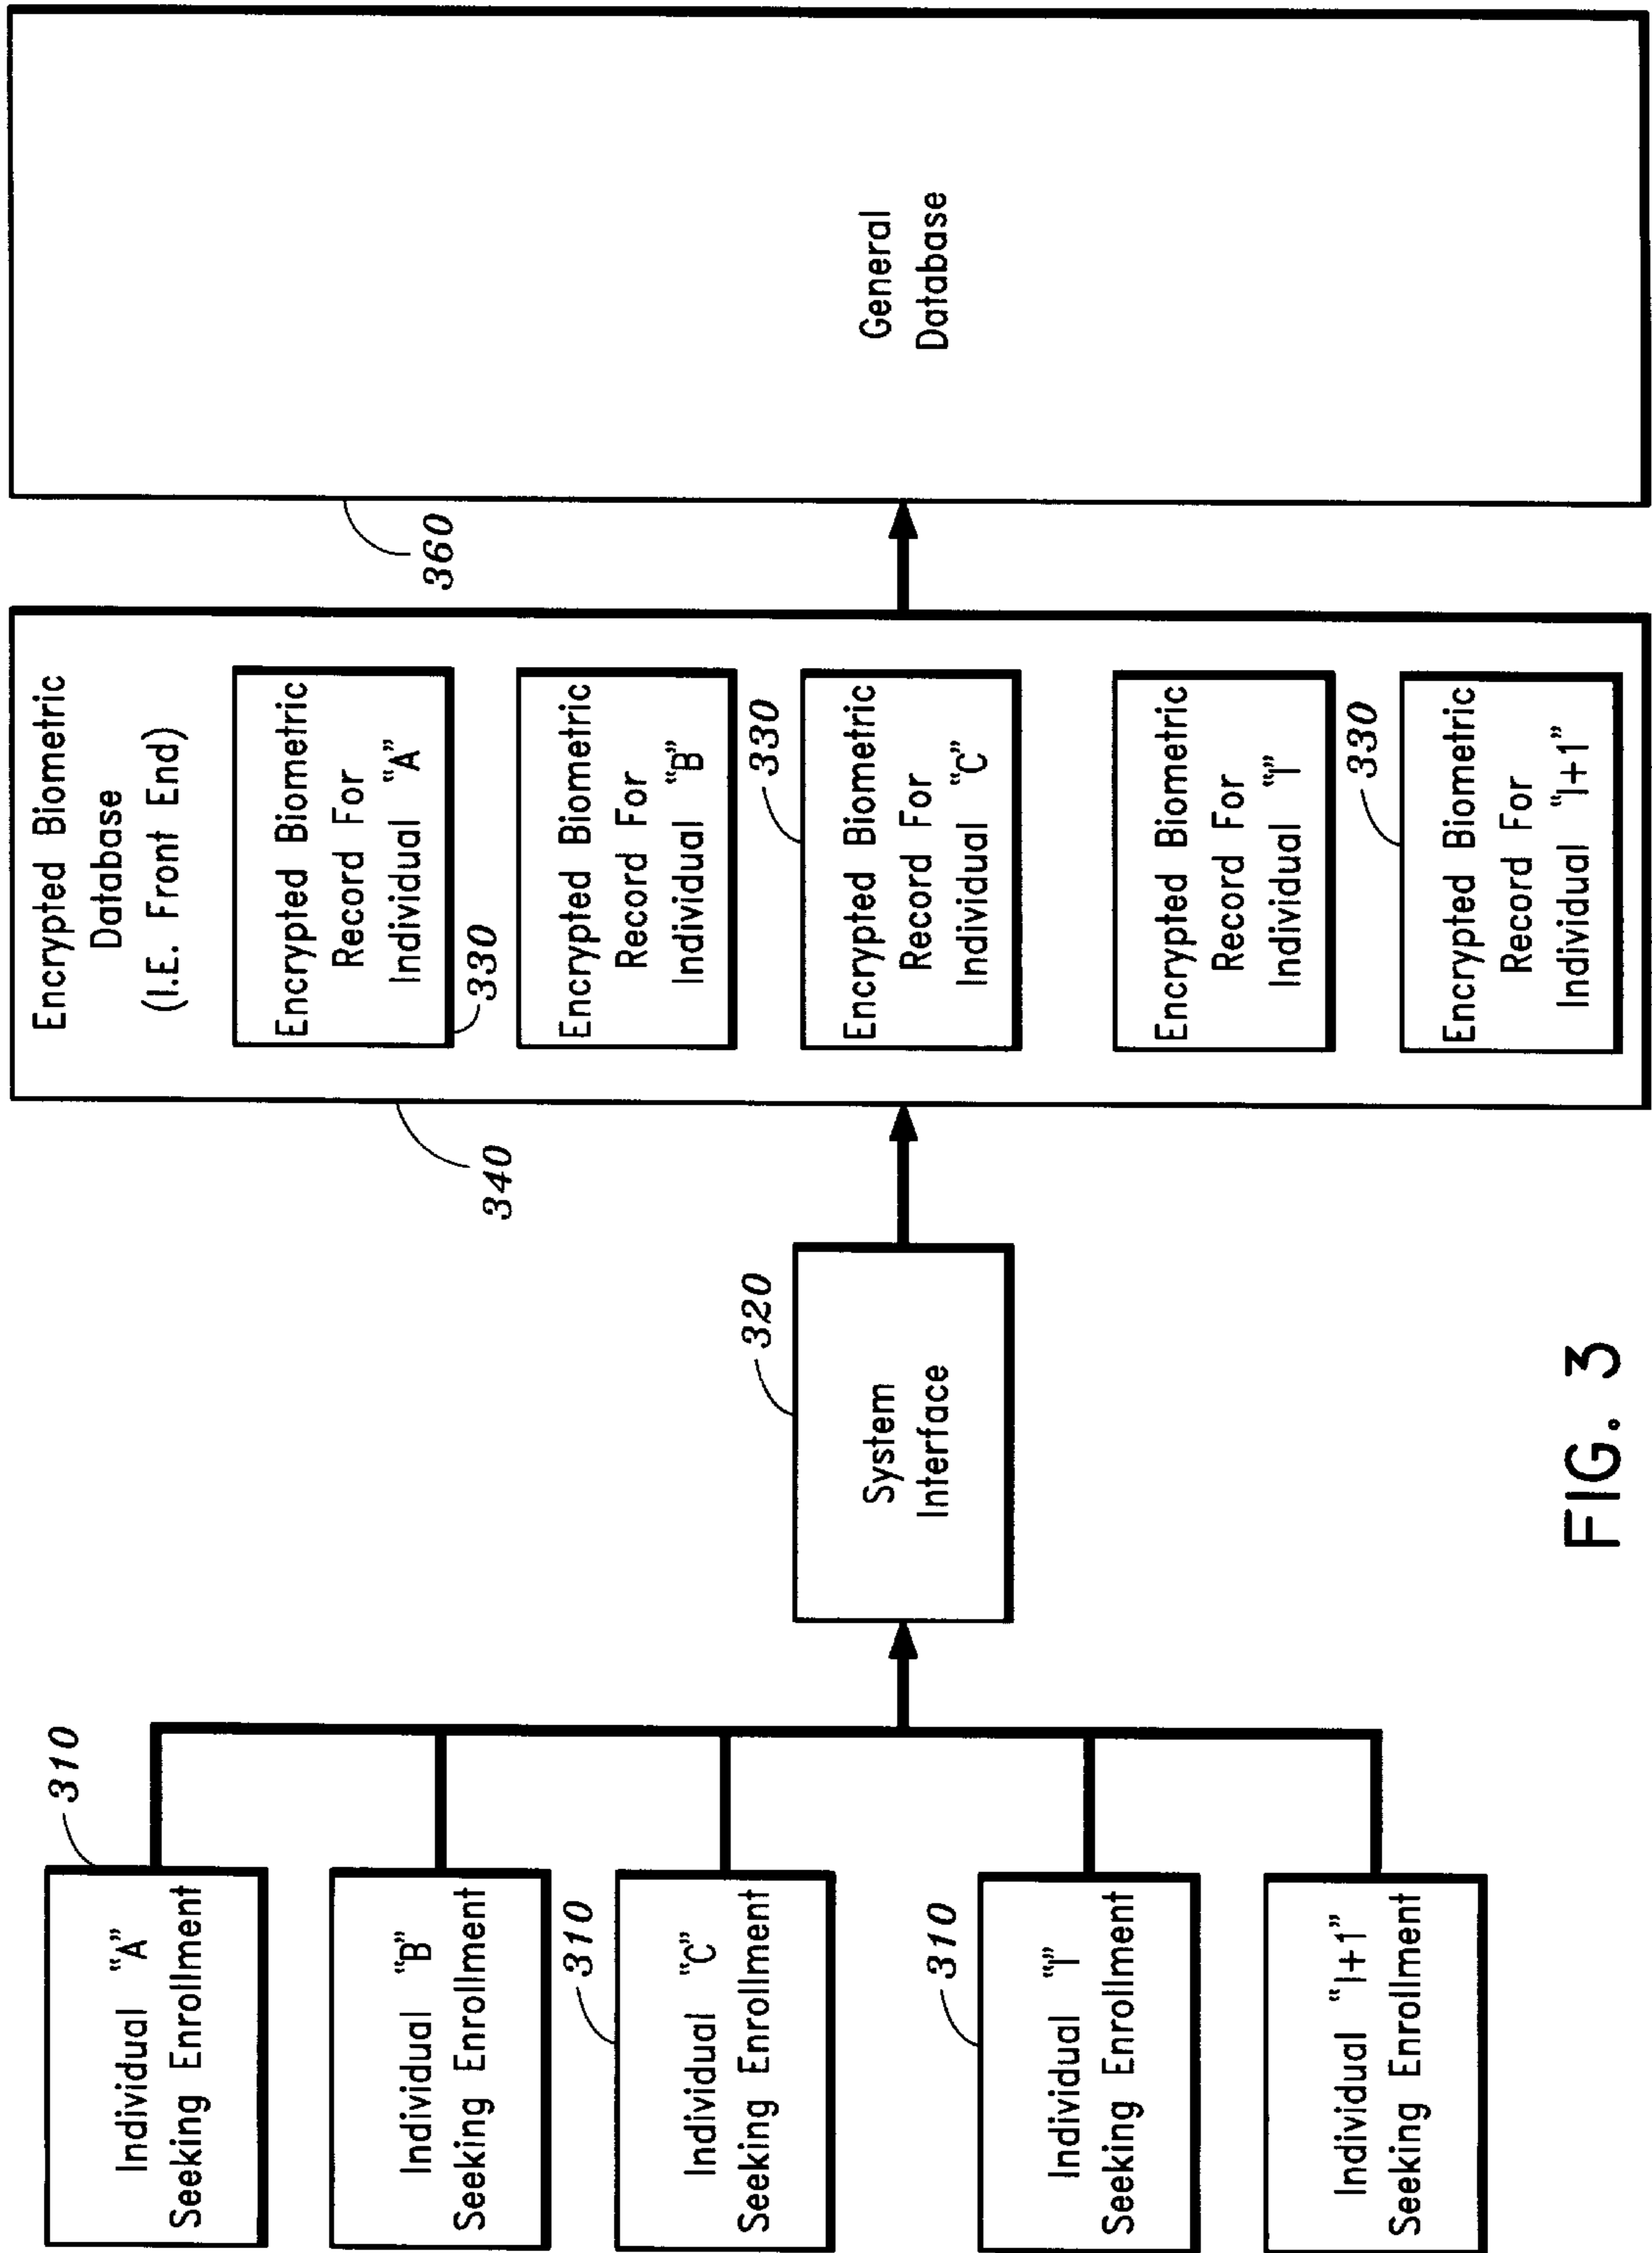 310
Individual "A"
Seeking Enrollment
Individual "B"
Seeking Enrollment
310
Individual "C"
Seeking Enrollment
310
Individual "I"
Seeking Enrollment
Individual "I+1"
Seeking Enrollment
320
System
Interface
340
Encrypted Biometric
Database
(I.E. Front End)
Encrypted Biometric
Record For
Individual "A"
330
Encrypted Biometric
Record For
Individual "B"
330
Encrypted Biometric
Record For
Individual "C"
Encrypted Biometric
Record For
Individual "I"
330
Encrypted Biometric
Record For
Individual "I+1"
360
General
Database
FIG. 3